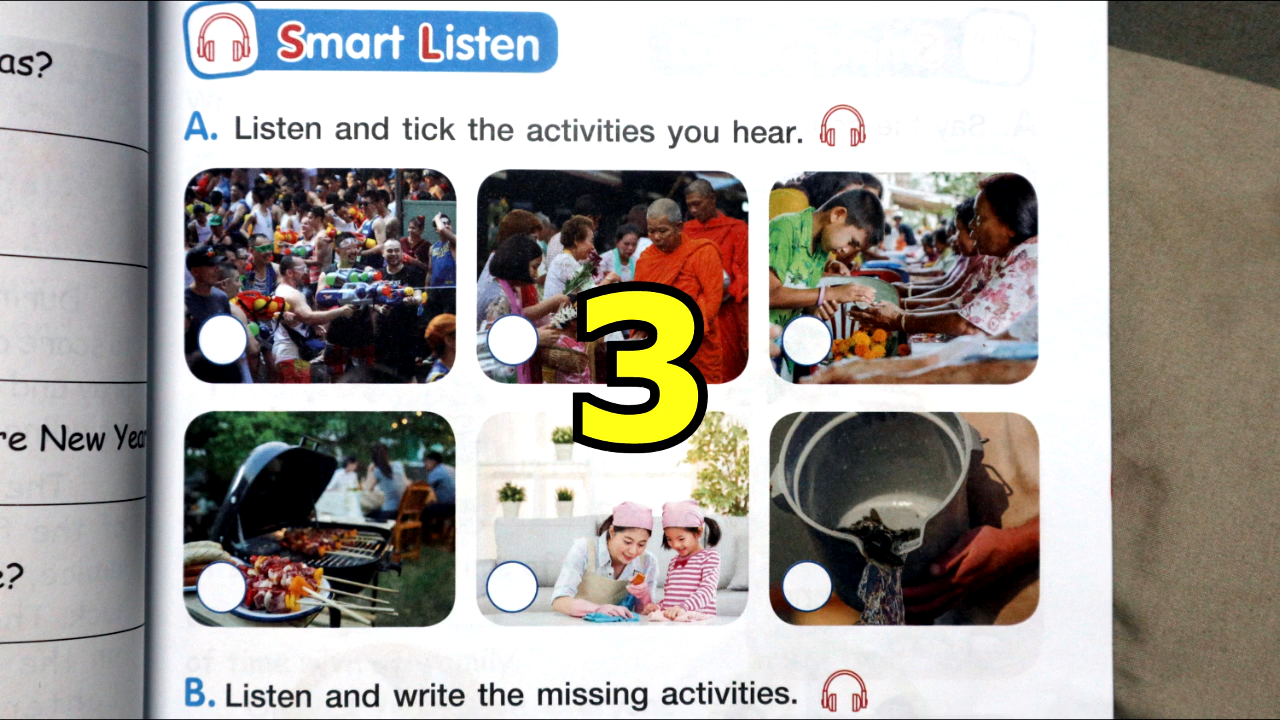 as?
re New Yea
e?
Smart Listen
A. Listen and tick the activities you hear.
3
B. Listen and write the missing activities.